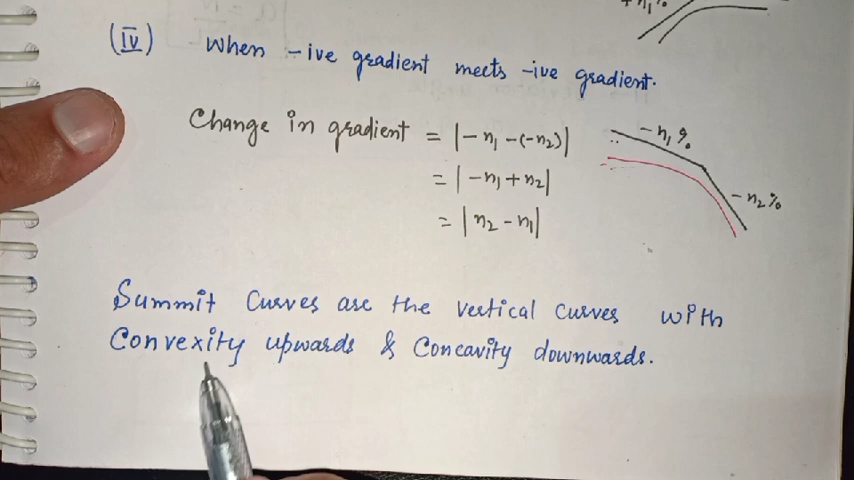 +n₁%
(IV) When -ive gradient meets -ive gradient.
Change in gradient = |-n₁-(-n₂)|
= |-n₁+n₂|
= |n₂-n₁|
-n₁%
-n₂%
Summit Curves are the vertical curves with
Convexity upwards & Concavity downwards.